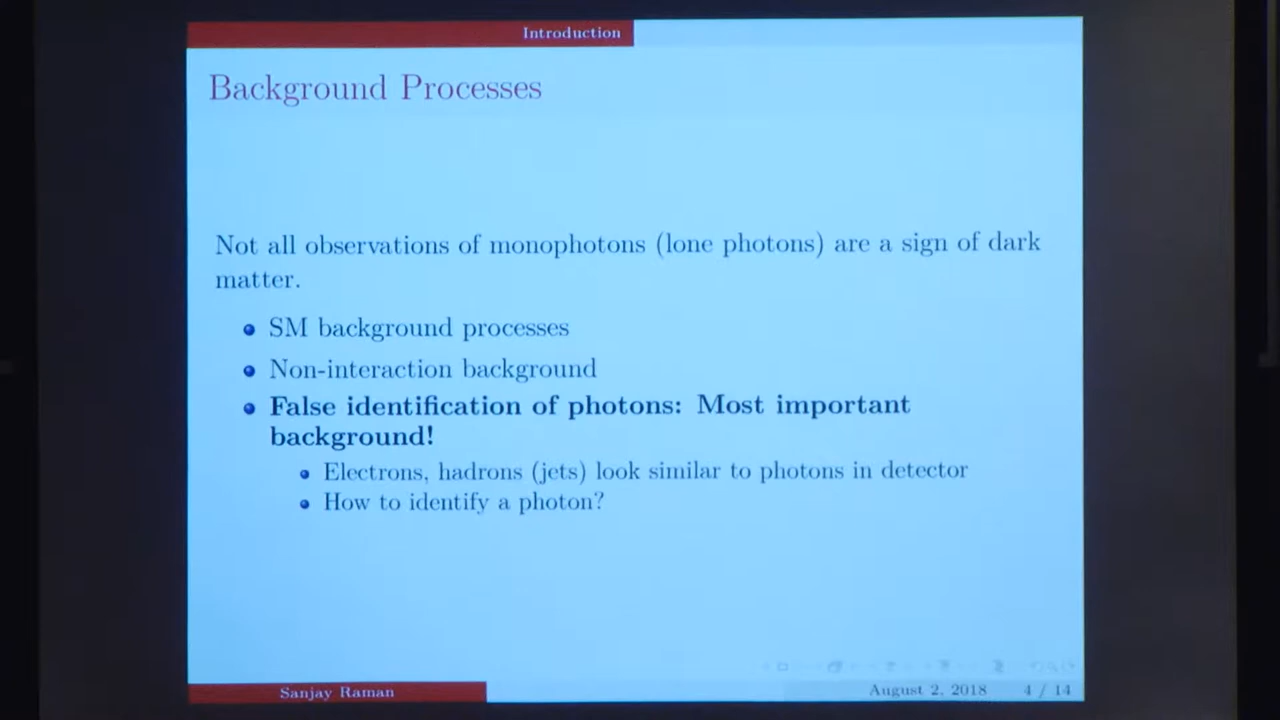 Introduction
Background Processes
Not all observations of monophotons (lone photons) are a sign of dark
matter.
SM background processes
Non-interaction background
False identification of photons: Most important
background!
Electrons, hadrons (jets) look similar to photons in detector
How to identify a photon?
Sanjay Raman
August 2, 2018 4 / 14